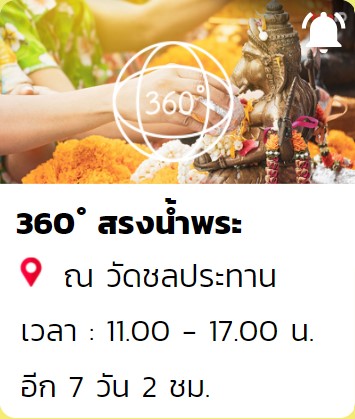 360°
360° สรงน้ำพระ
ณ วัดชลประทาน
เวลา : 11.00 - 17.00 น.
อีก 7 วัน 2 ชม.